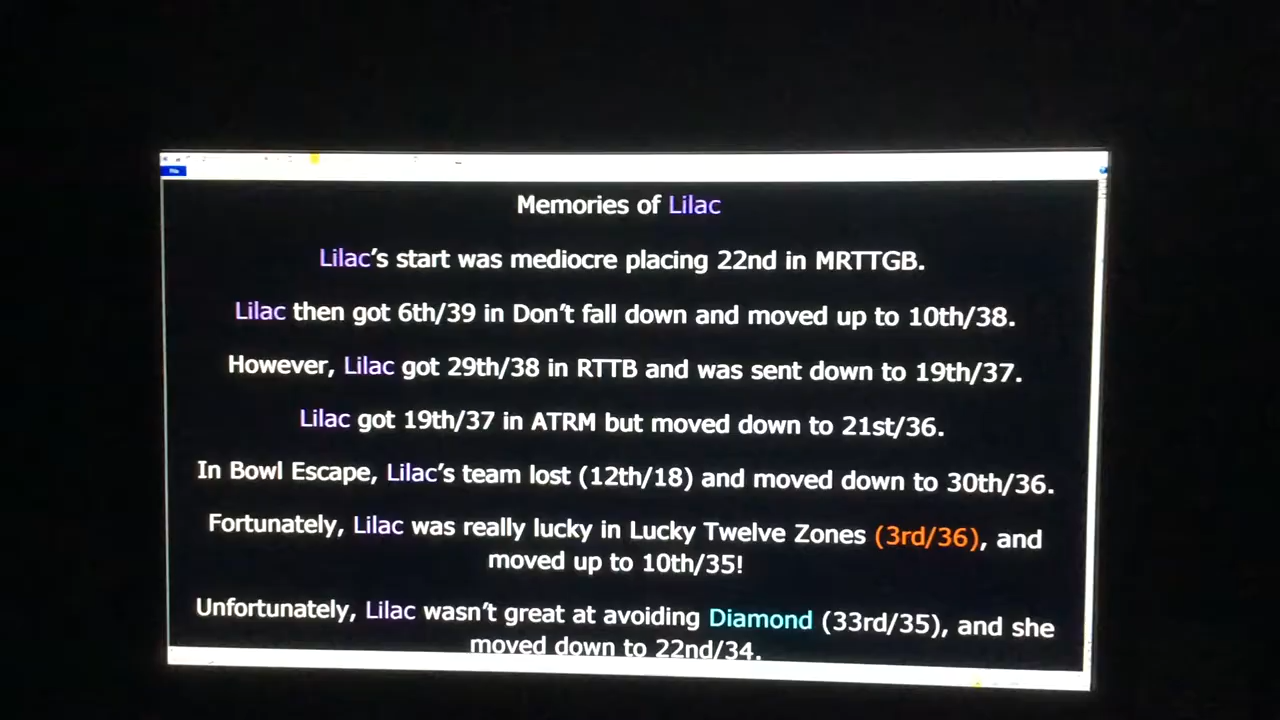 File
Memories of Lilac
Lilac’s start was mediocre placing 22nd in MRTTGB.
Lilac then got 6th/39 in Don’t fall down and moved up to 10th/38.
However, Lilac got 29th/38 in RTTB and was sent down to 19th/37.
Lilac got 19th/37 in ATRM but moved down to 21st/36.
In Bowl Escape, Lilac’s team lost (12th/18) and moved down to 30th/36.
Fortunately, Lilac was really lucky in Lucky Twelve Zones (3rd/36), and
moved up to 10th/35!
Unfortunately, Lilac wasn’t great at avoiding Diamond (33rd/35), and she
moved down to 22nd/34.